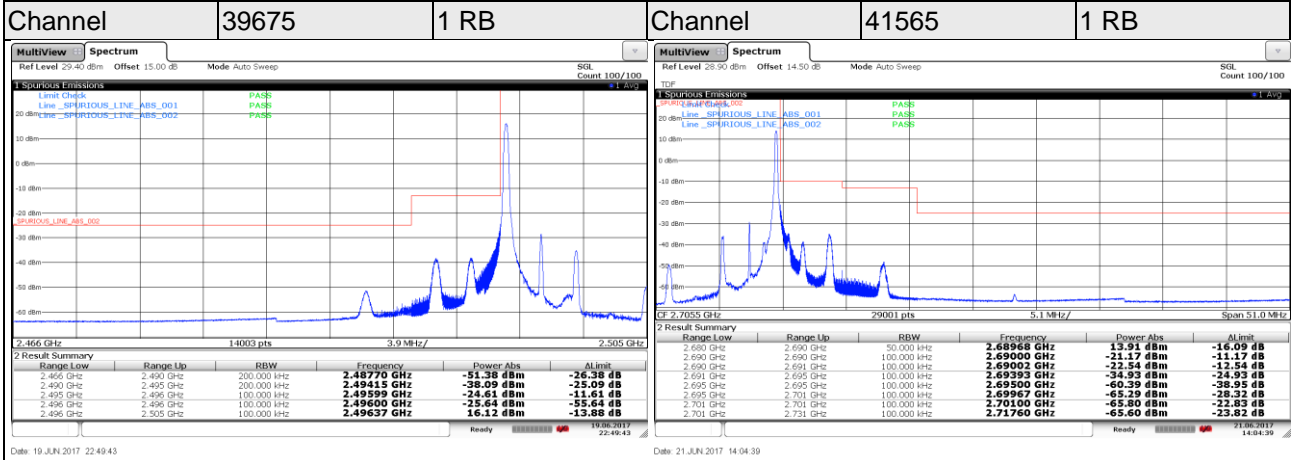 Channel 39675 1 RB Channel 41565 1 RB
MultiView Spectrum
Ref Level 29.40 dBm Offset 15.00 dB Mode Auto Sweep SGL
Count 100/100
1 Spurious Emissions 1 Avg
Limit Check PASS
Line _SPURIOUS_LINE_ABS_001 PASS
20 dBm Line _SPURIOUS_LINE_ABS_002 PASS
10 dBm
0 dBm
-10 dBm
-20 dBm
_SPURIOUS_LINE_ABS_002
-30 dBm
-40 dBm
-50 dBm
-60 dBm
2.466 GHz 14003 pts 3.9 MHz/ 2.505 GHz
2 Result Summary
Range Low Range Up RBW Frequency Power Abs ΔLimit
2.466 GHz 2.490 GHz 200.000 kHz 2.48770 GHz -51.38 dBm -26.38 dB
2.490 GHz 2.495 GHz 200.000 kHz 2.49415 GHz -38.09 dBm -25.09 dB
2.495 GHz 2.496 GHz 100.000 kHz 2.49599 GHz -24.61 dBm -11.61 dB
2.496 GHz 2.496 GHz 100.000 kHz 2.49600 GHz -25.64 dBm -55.64 dB
2.496 GHz 2.505 GHz 100.000 kHz 2.49637 GHz 16.12 dBm -13.88 dB
Ready 19.06.2017
22:49:43
Date: 19.JUN.2017 22:49:43
MultiView Spectrum
Ref Level 28.90 dBm Offset 14.50 dB Mode Auto Sweep SGL
Count 100/100
TDF
1 Spurious Emissions 1 Avg
_SPURIOUS_LINE_ABS_002
Limit Check PASS
Line _SPURIOUS_LINE_ABS_001 PASS
20 dBm Line _SPURIOUS_LINE_ABS_002 PASS
10 dBm
0 dBm
-10 dBm
-20 dBm
-30 dBm
-40 dBm
-50 dBm
-60 dBm
CF 2.7055 GHz 29001 pts 5.1 MHz/ Span 51.0 MHz
2 Result Summary
Range Low Range Up RBW Frequency Power Abs ΔLimit
2.680 GHz 2.690 GHz 50.000 kHz 2.68968 GHz 13.91 dBm -16.09 dB
2.690 GHz 2.690 GHz 100.000 kHz 2.69000 GHz -21.17 dBm -11.17 dB
2.690 GHz 2.691 GHz 100.000 kHz 2.69002 GHz -22.54 dBm -12.54 dB
2.691 GHz 2.695 GHz 100.000 kHz 2.69393 GHz -34.93 dBm -24.93 dB
2.695 GHz 2.695 GHz 100.000 kHz 2.69500 GHz -60.39 dBm -38.95 dB
2.695 GHz 2.701 GHz 100.000 kHz 2.69967 GHz -65.29 dBm -28.32 dB
2.701 GHz 2.701 GHz 100.000 kHz 2.70100 GHz -65.80 dBm -22.83 dB
2.701 GHz 2.731 GHz 100.000 kHz 2.71760 GHz -65.60 dBm -23.82 dB
Ready 21.06.2017
14:04:39
Date: 21.JUN.2017 14:04:39